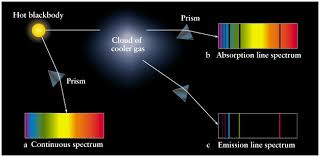 Hot blackbody
Prism
Cloud of
cooler gas
b Absorption line spectrum
Prism
a Continuous spectrum
c Emission line spectrum